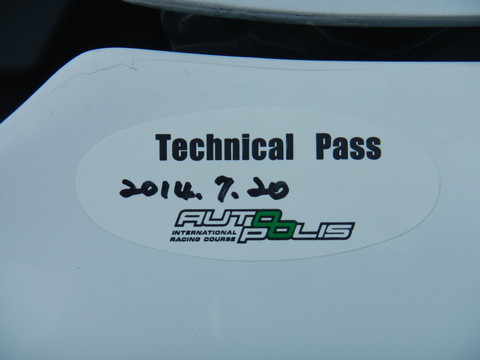 Technical Pass
2014.7.20
AUTOPOLIS
INTERNATIONAL
RACING COURSE